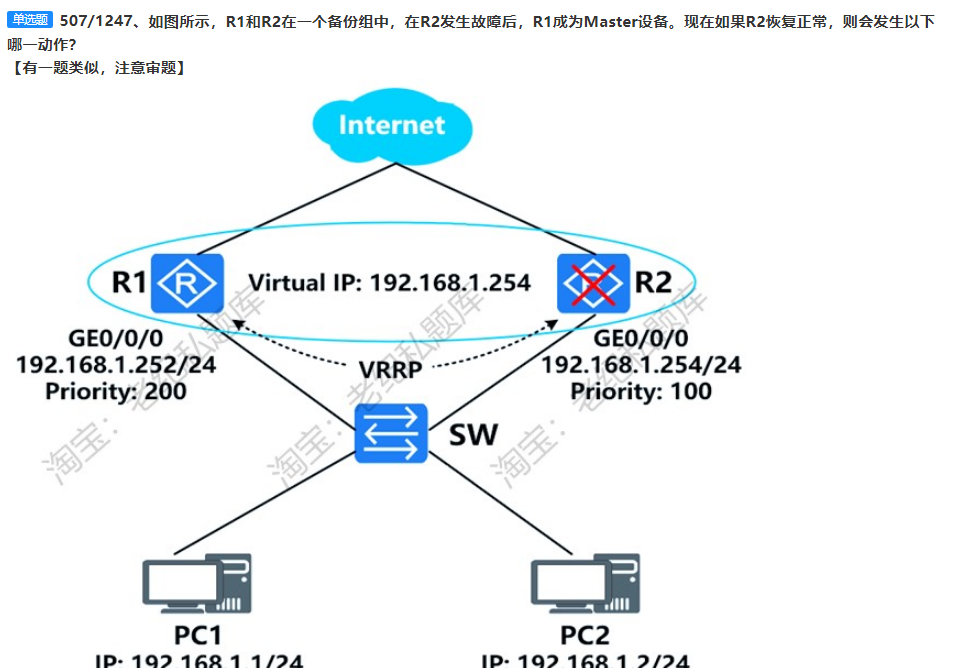 单选题 507/1247、如图所示，R1和R2在一个备份组中，在R2发生故障后，R1成为Master设备。现在如果R2恢复正常，则会发生以下
哪一动作？
【有一题类似，注意审题】
Internet
R1
Virtual IP: 192.168.1.254
R2
GE0/0/0
192.168.1.252/24
Priority: 200
GE0/0/0
192.168.1.254/24
Priority: 100
VRRP
SW
淘宝：老纪私题库
淘宝：老纪私题库
淘宝：老纪私题库
PC1
IP: 192.168.1.1/24
PC2
IP: 192.168.1.2/24